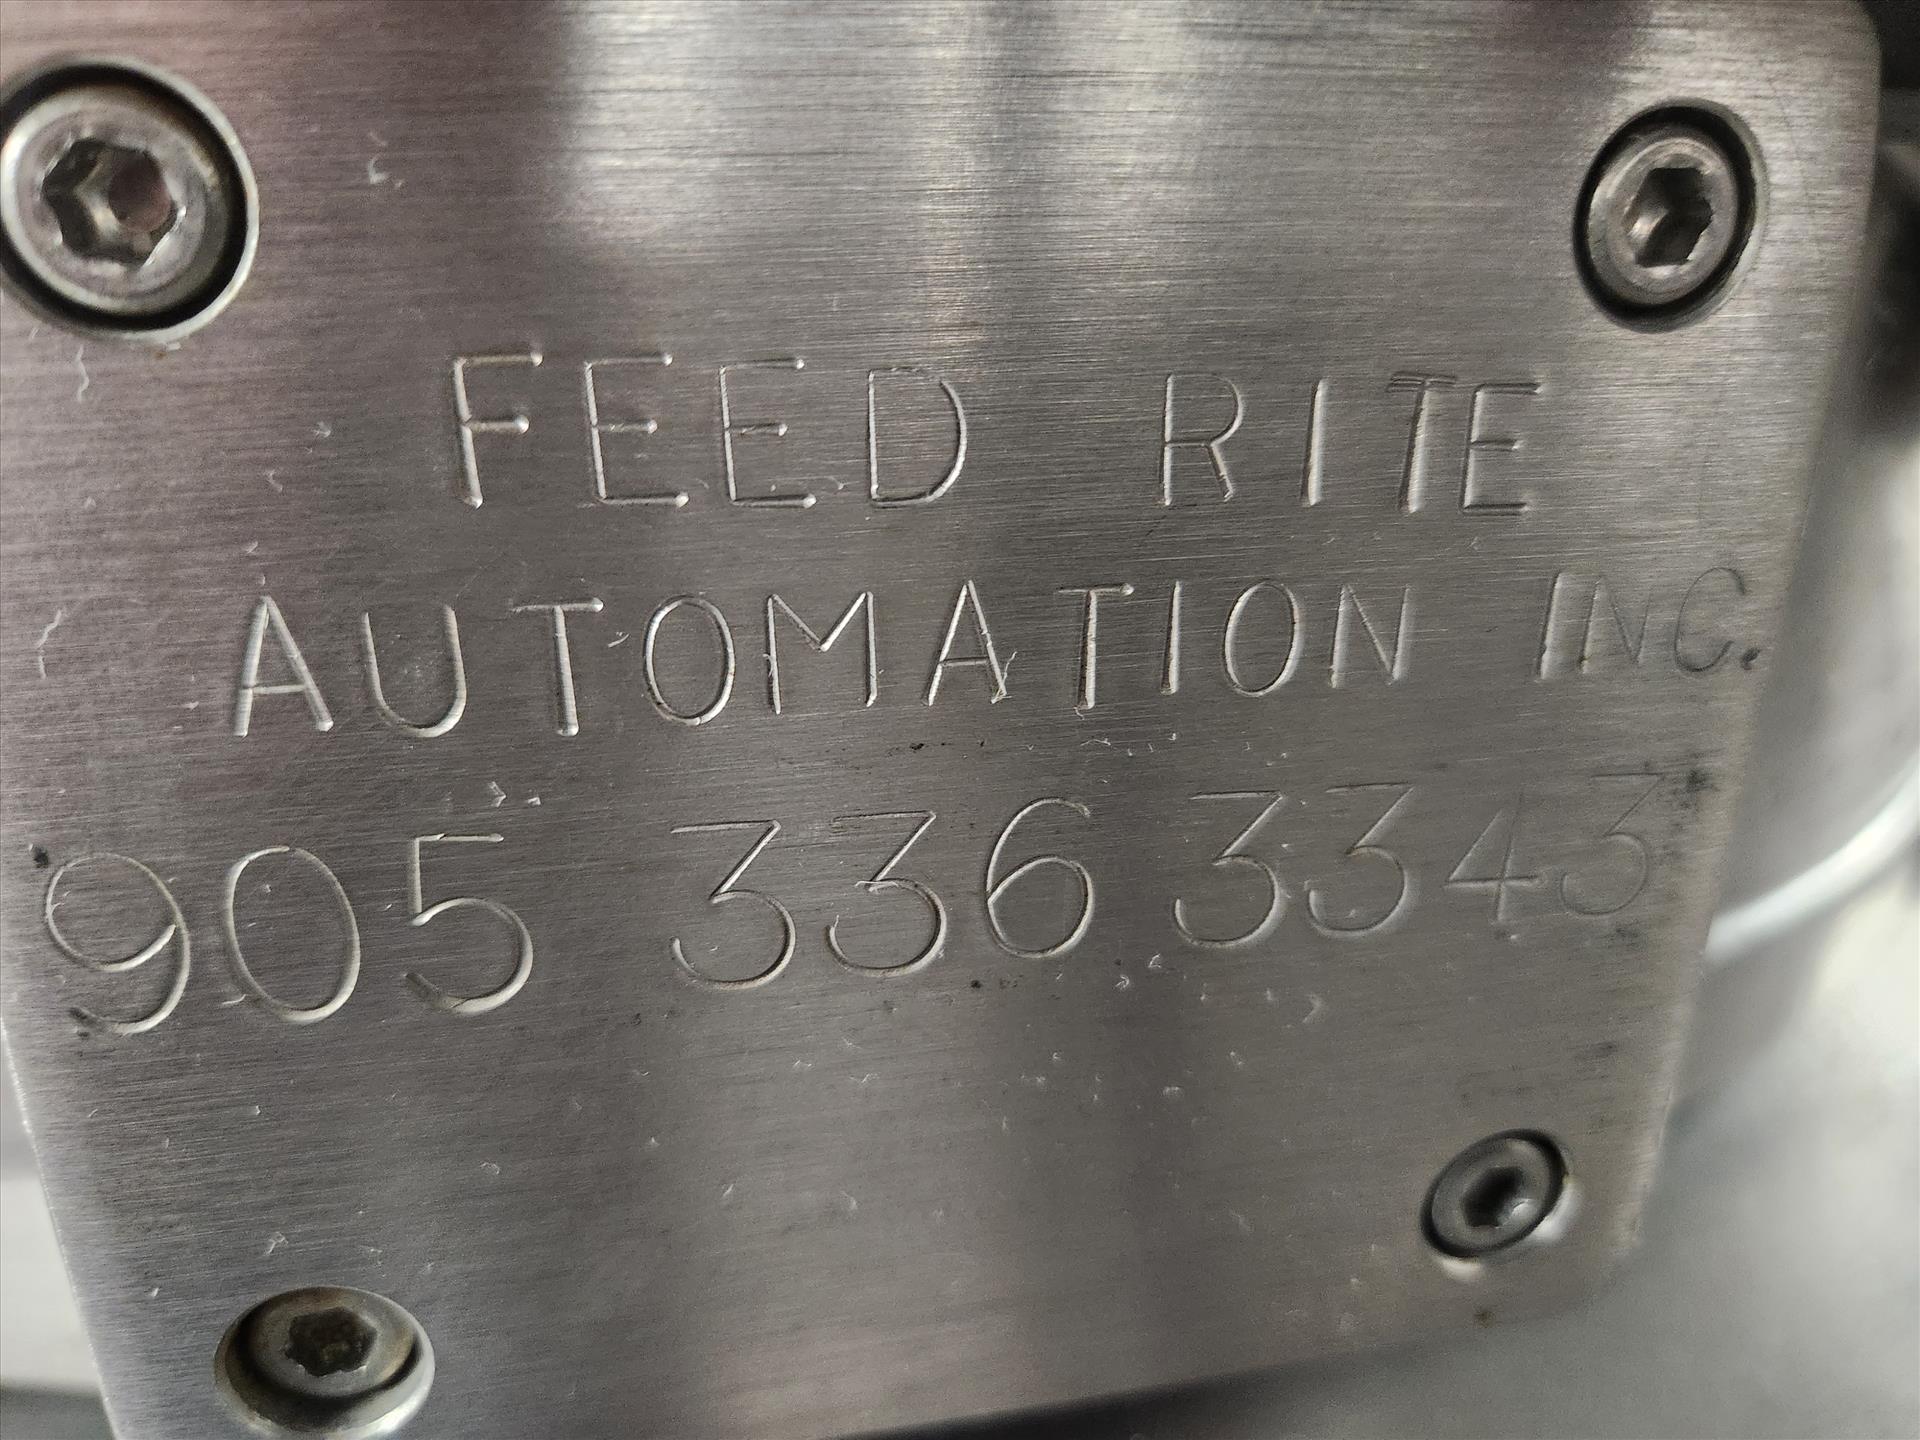 FEED RITE
AUTOMATION INC.
905 336 3343